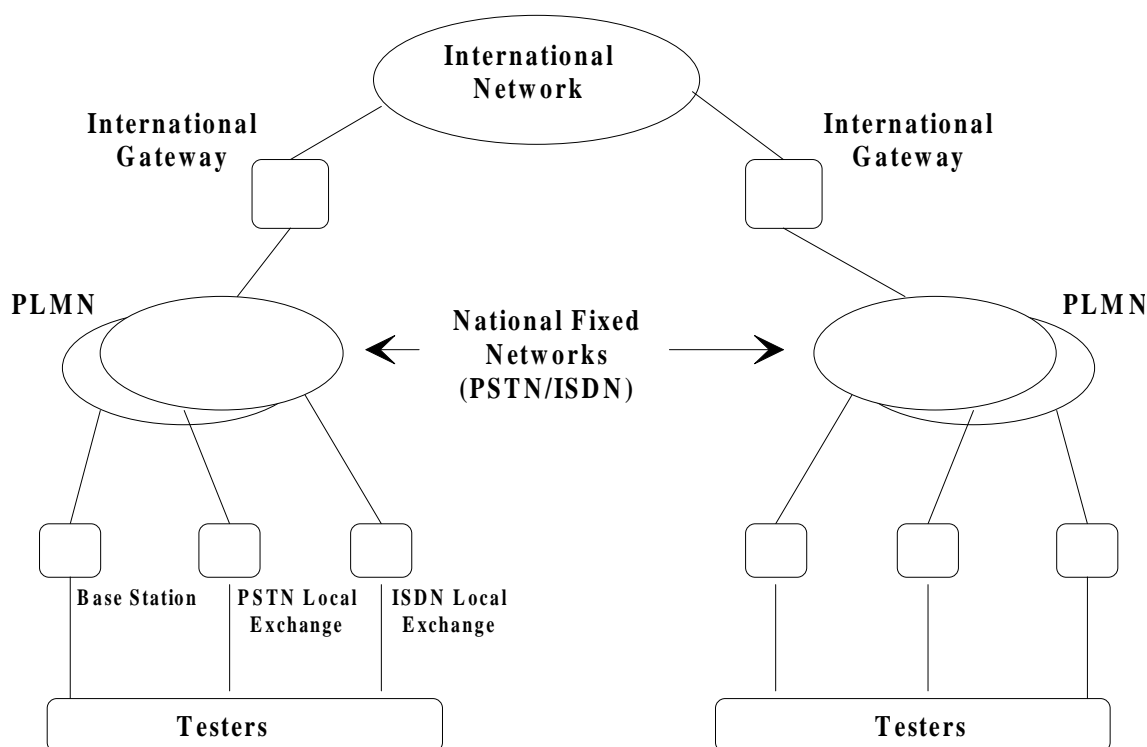 International
Network
International
Gateway
International
Gateway
PLMN
National Fixed
Networks
(PSTN/ISDN)
PLMN
Base Station
PSTN Local
Exchange
ISDN Local
Exchange
Testers
Testers